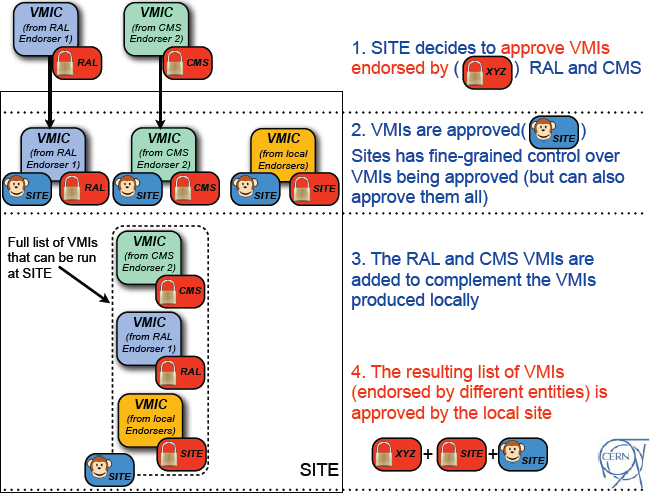 VMIC
(from RAL
Endorser 1)
RAL
VMIC
(from CMS
Endorser 2)
CMS
1. SITE decides to approve VMIs
endorsed by ( XYZ ) RAL and CMS
VMIC
(from RAL
Endorser 1)
SITE
RAL
VMIC
(from CMS
Endorser 2)
SITE
CMS
VMIC
(from local
Endorsers)
SITE
SITE
2. VMIs are approved( SITE )
Sites has fine-grained control over
VMIs being approved (but can also
approve them all)
Full list of VMIs
that can be run
at SITE
VMIC
(from CMS
Endorser 2)
CMS
VMIC
(from RAL
Endorser 1)
RAL
VMIC
(from local
Endorsers)
SITE
SITE
SITE
3. The RAL and CMS VMIs are
added to complement the VMIs
produced locally
4. The resulting list of VMIs
(endorsed by different entities) is
approved by the local site
XYZ + SITE + SITE
CERN